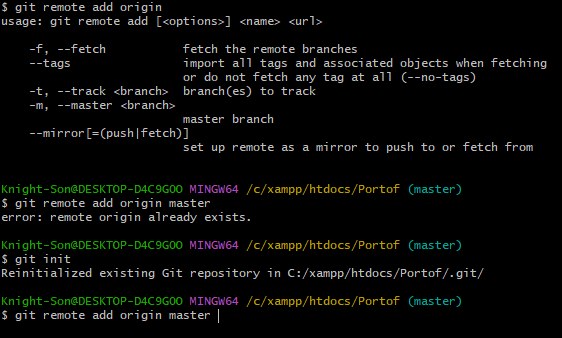 $ git remote add origin
usage: git remote add [<options>] <name> <url>
-f, --fetch fetch the remote branches
--tags import all tags and associated objects when fetching
or do not fetch any tag at all (--no-tags)
-t, --track <branch> branch(es) to track
-m, --master <branch>
master branch
--mirror[=(push|fetch)]
set up remote as a mirror to push to or fetch from
Knight-Son@DESKTOP-D4C9GOO MINGW64 /c/xampp/htdocs/Portof (master)
$ git remote add origin master
error: remote origin already exists.
Knight-Son@DESKTOP-D4C9GOO MINGW64 /c/xampp/htdocs/Portof (master)
$ git init
Reinitialized existing Git repository in C:/xampp/htdocs/Portof/.git/
Knight-Son@DESKTOP-D4C9GOO MINGW64 /c/xampp/htdocs/Portof (master)
$ git remote add origin master